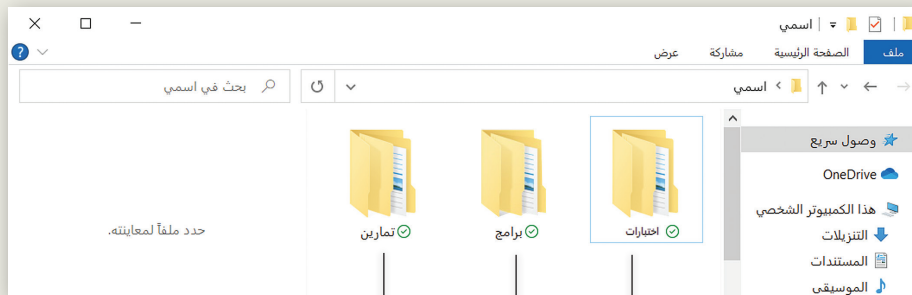 اسمي
ملف الصفحة الرئيسية مشاركة عرض
اسمي
بحث في اسمي
وصول سريع
OneDrive
هذا الكمبيوتر الشخصي
التنزيلات
المستندات
الموسيقى
اختبارات
برامج
تمارين
حدد ملفاً لمعاينته.